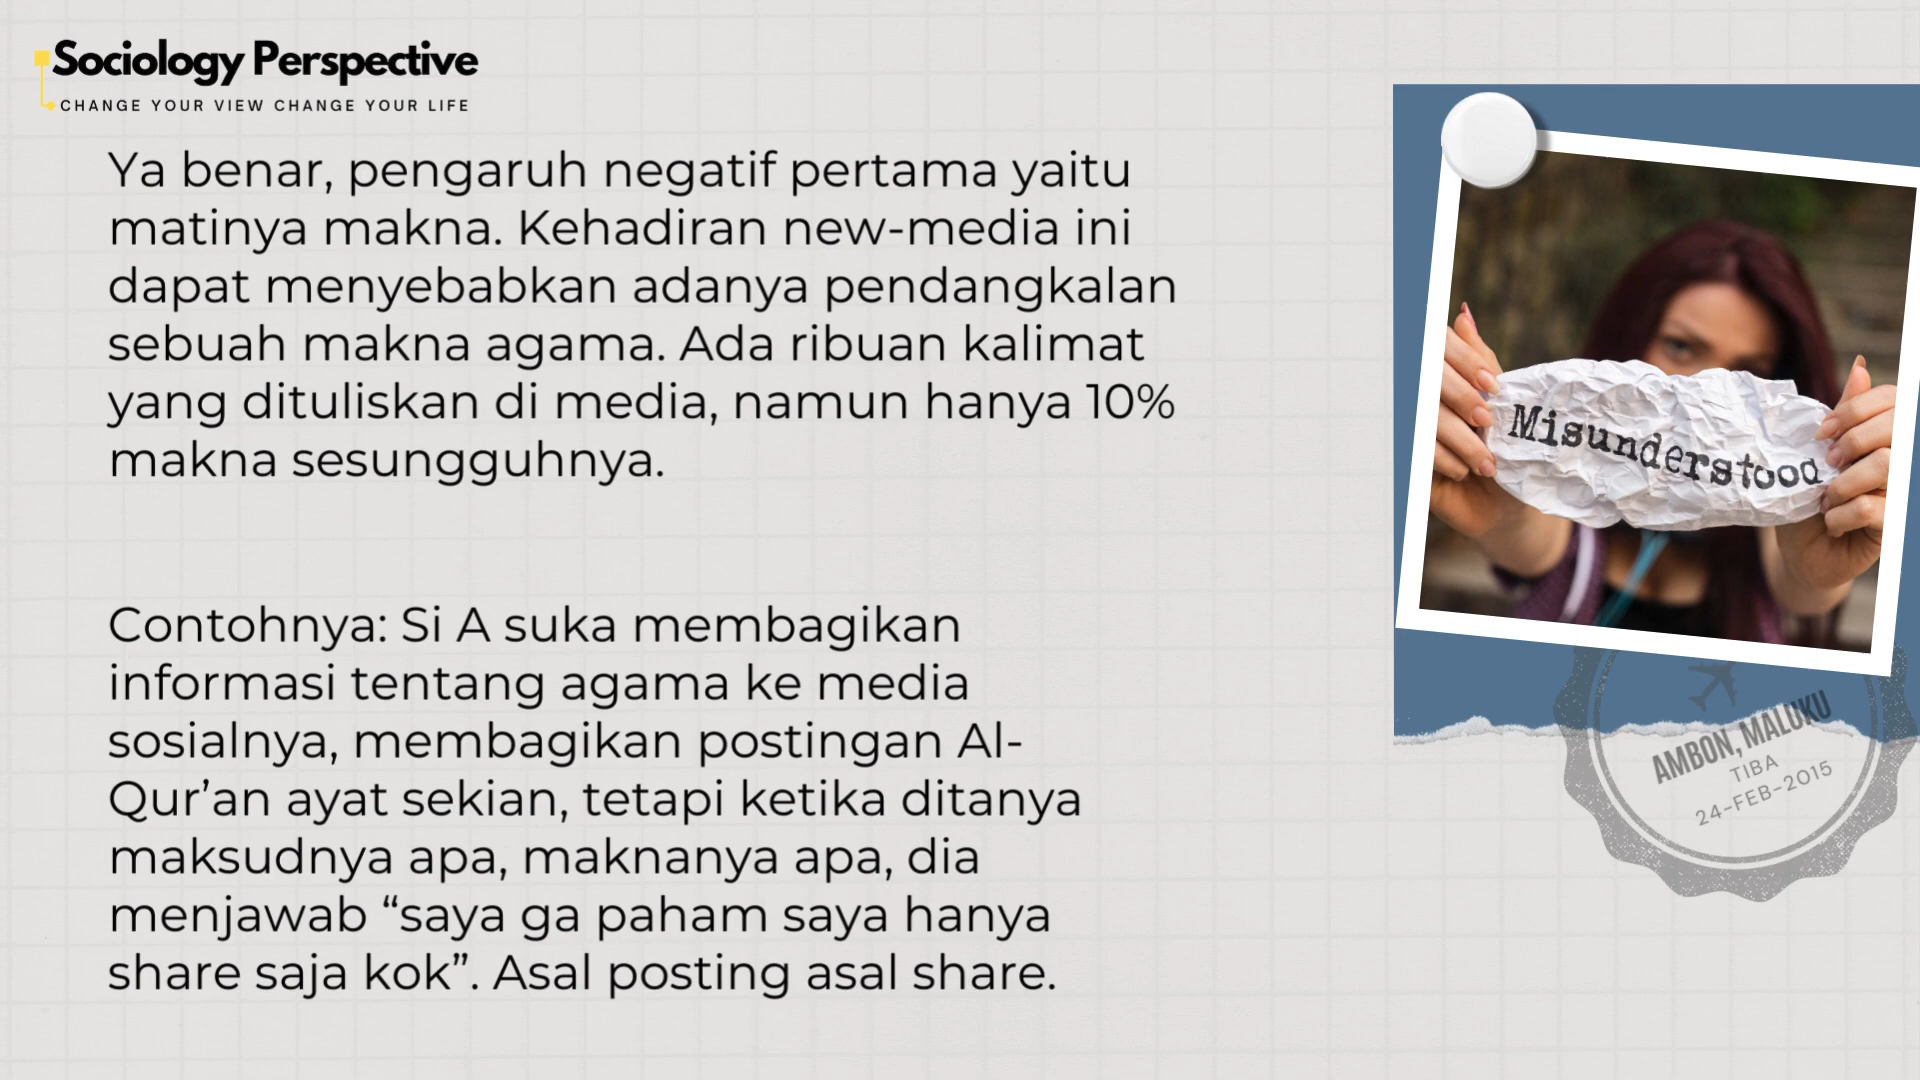 Sociology Perspective
CHANGE YOUR VIEW CHANGE YOUR LIFE
Ya benar, pengaruh negatif pertama yaitu
matinya makna. Kehadiran new-media ini
dapat menyebabkan adanya pendangkalan
sebuah makna agama. Ada ribuan kalimat
yang dituliskan di media, namun hanya 10%
makna sesungguhnya.
Contohnya: Si A suka membagikan
informasi tentang agama ke media
sosialnya, membagikan postingan Al-
Qur’an ayat sekian, tetapi ketika ditanya
maksudnya apa, maknanya apa, dia
menjawab “saya ga paham saya hanya
share saja kok”. Asal posting asal share.
Misunderstood
AMBON, MALUKU
TIBA
24-FEB-2015